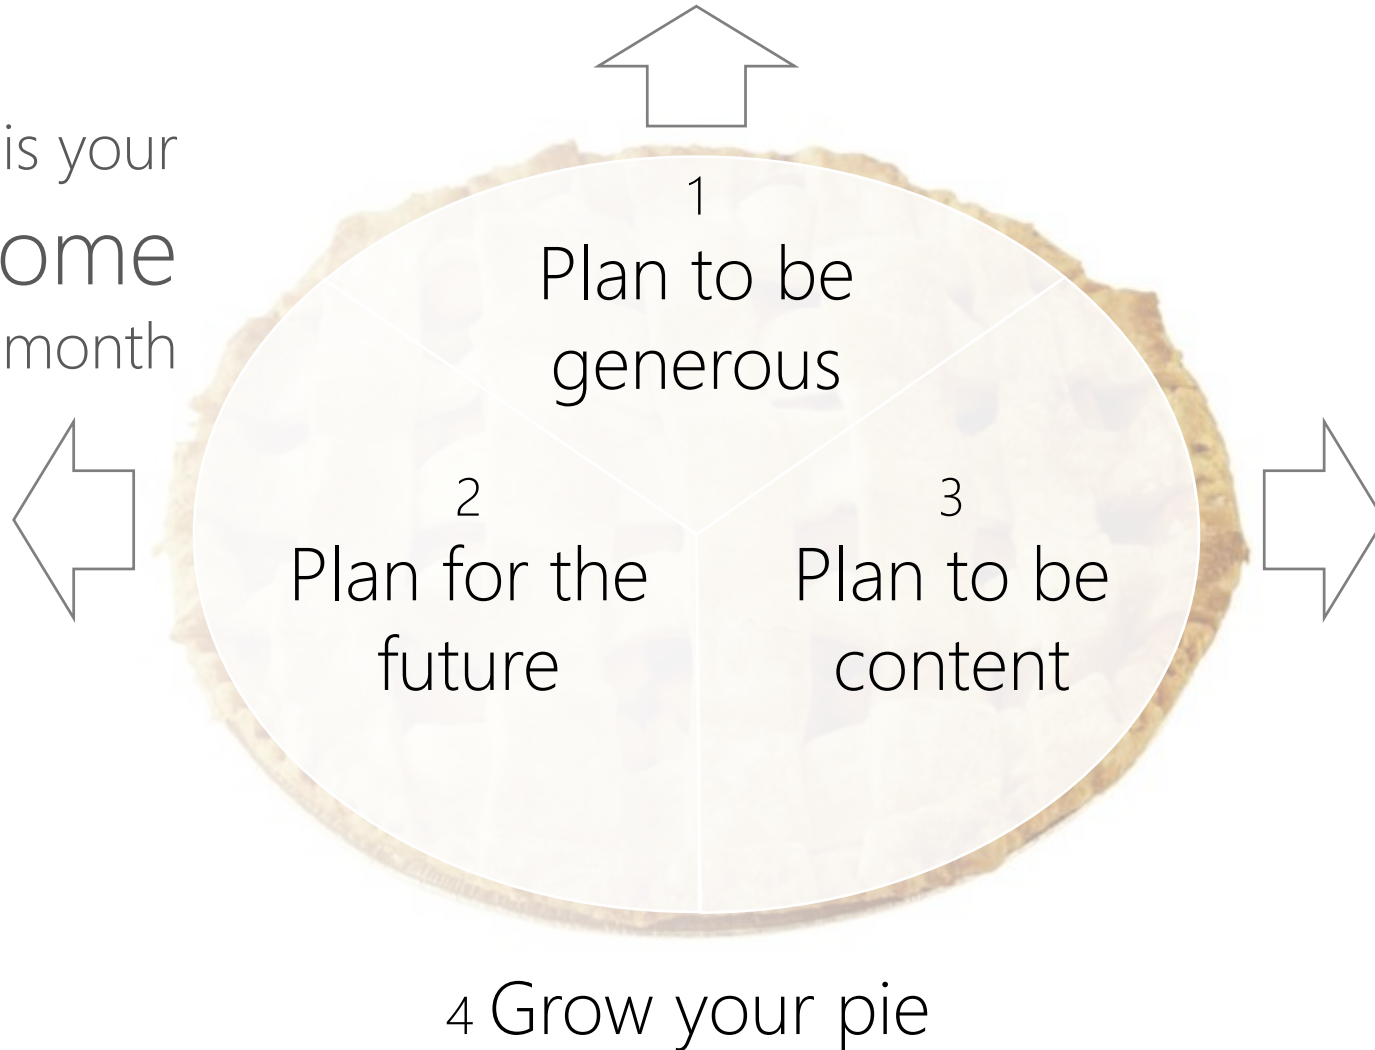 is your
ome
month
1
Plan to be
generous
2
Plan for the
future
3
Plan to be
content
4 Grow your pie